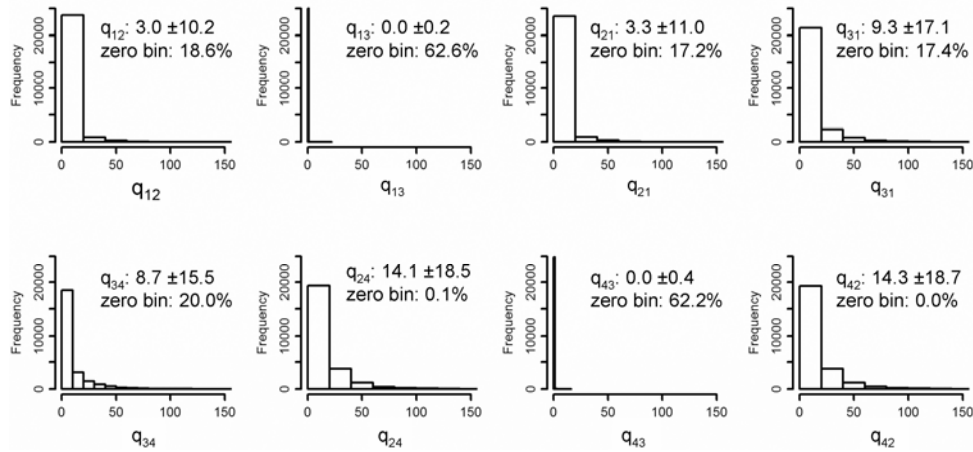 q12: 3.0 ±10.2
zero bin: 18.6%
Frequency
0 10000 20000
0 50 100 150
q12
q13: 0.0 ±0.2
zero bin: 62.6%
Frequency
0 10000 20000
0 50 100 150
q13
q21: 3.3 ±11.0
zero bin: 17.2%
Frequency
0 10000 20000
0 50 100 150
q21
q31: 9.3 ±17.1
zero bin: 17.4%
Frequency
0 10000 20000
0 50 100 150
q31
q34: 8.7 ±15.5
zero bin: 20.0%
Frequency
0 10000 20000
0 50 100 150
q34
q24: 14.1 ±18.5
zero bin: 0.1%
Frequency
0 10000 20000
0 50 100 150
q24
q43: 0.0 ±0.4
zero bin: 62.2%
Frequency
0 10000 20000
0 50 100 150
q43
q42: 14.3 ±18.7
zero bin: 0.0%
Frequency
0 10000 20000
0 50 100 150
q42